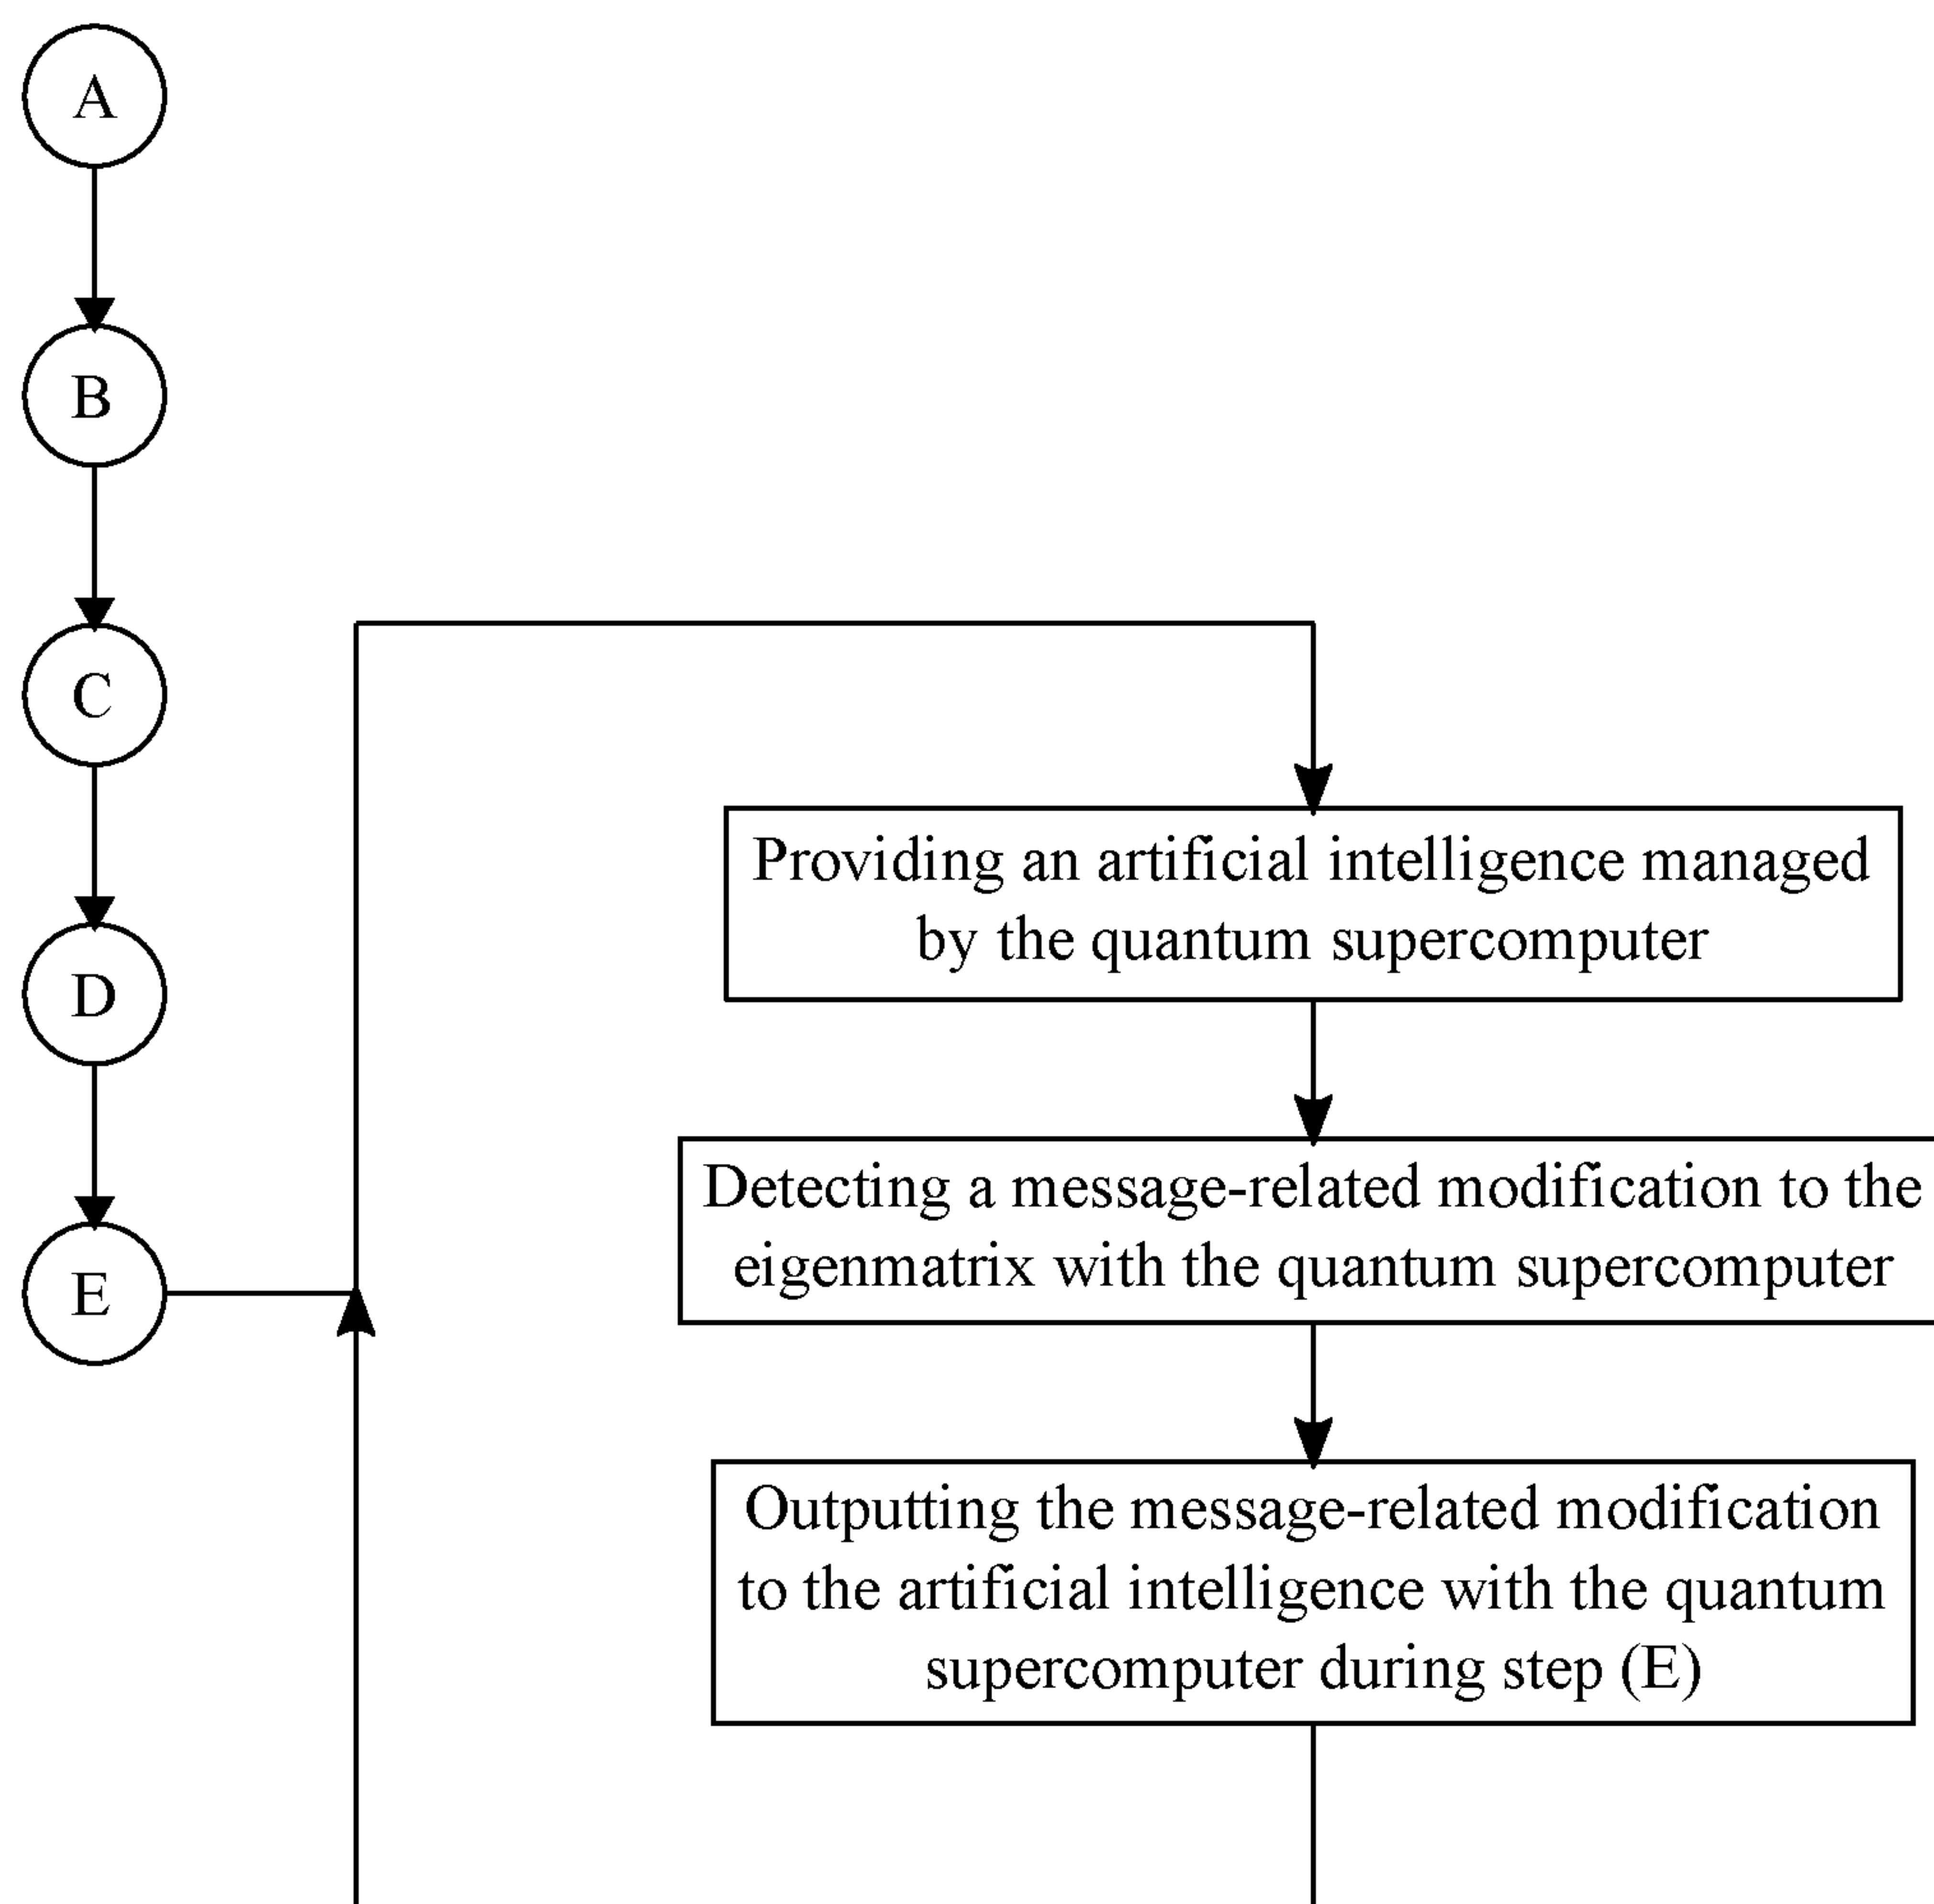 A
B
C
D
E
Providing an artificial intelligence managed
by the quantum supercomputer
Detecting a message-related modification to the
eigenmatrix with the quantum supercomputer
Outputting the message-related modification
to the artificial intelligence with the quantum
supercomputer during step (E)